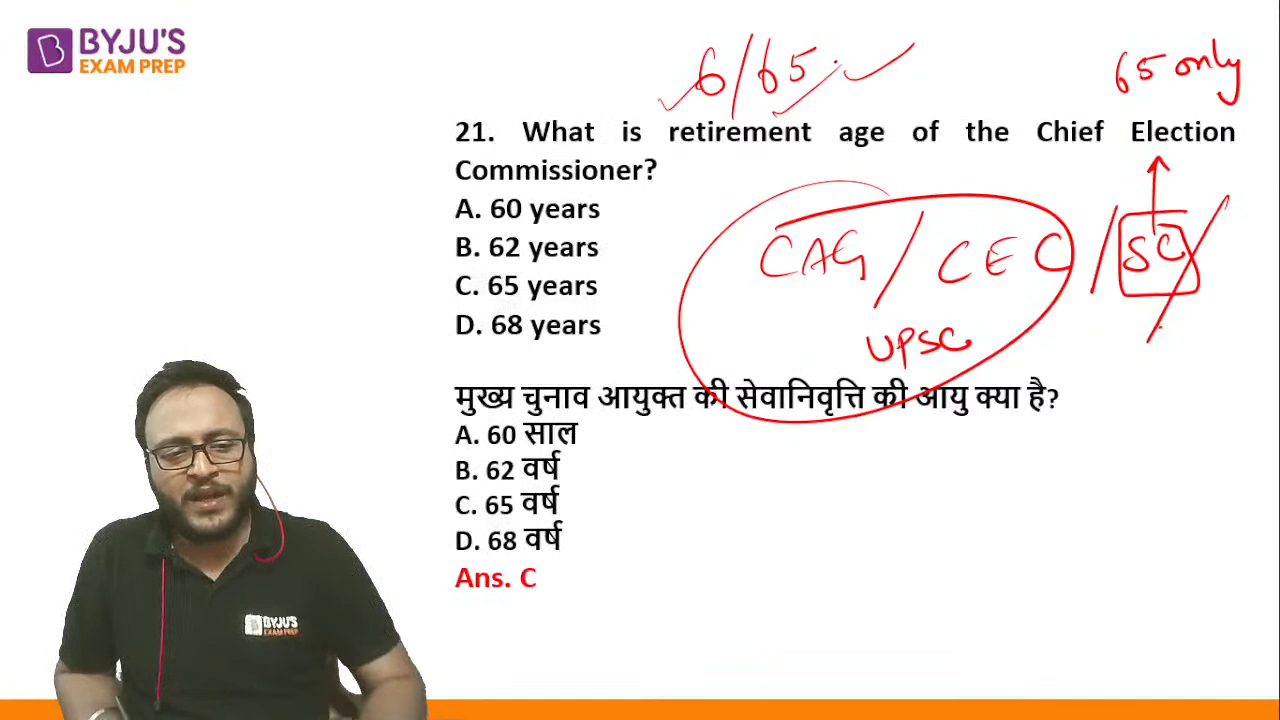 BYJU'S
EXAM PREP
6/65
65 only
21. What is retirement age of the Chief Election
Commissioner?
A. 60 years
B. 62 years
C. 65 years
D. 68 years
CAG / CEC / SC
UPSC
मुख्य चुनाव आयुक्त की सेवानिवृत्ति की आयु क्या है?
A. 60 साल
B. 62 वर्ष
C. 65 वर्ष
D. 68 वर्ष
Ans. C
BYJU'S
EXAM PREP